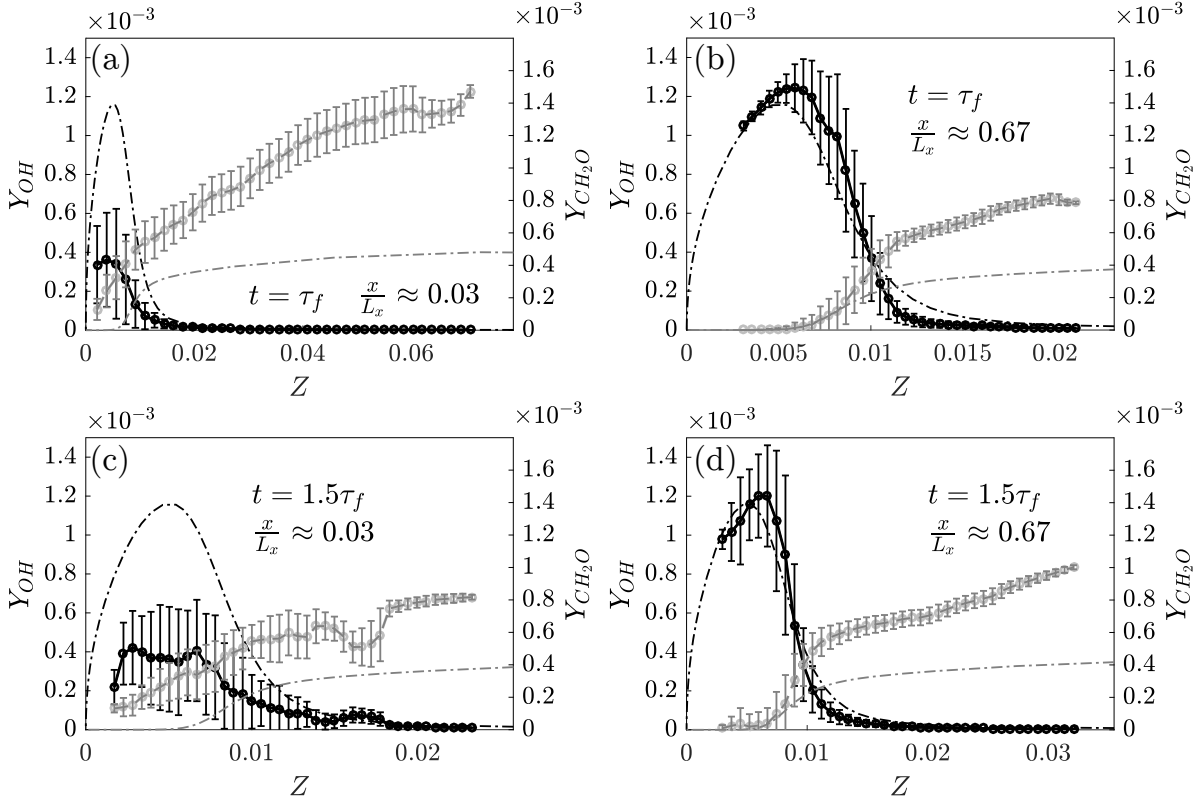 ×10⁻³ ×10⁻³
(a)
1.4 1.2 1 0.8 0.6 0.4 0.2 0
Y_OH
1.6 1.4 1.2 1 0.8 0.6 0.4 0.2 0
Y_CH₂O
t = τ_f x/L_x ≈ 0.03
0 0.02 0.04 0.06
Z
×10⁻³ ×10⁻³
(b)
1.4 1.2 1 0.8 0.6 0.4 0.2 0
Y_OH
1.6 1.4 1.2 1 0.8 0.6 0.4 0.2 0
Y_CH₂O
t = τ_f
x/L_x ≈ 0.67
0 0.005 0.01 0.015 0.02
Z
×10⁻³ ×10⁻³
(c)
1.4 1.2 1 0.8 0.6 0.4 0.2 0
Y_OH
1.6 1.4 1.2 1 0.8 0.6 0.4 0.2 0
Y_CH₂O
t = 1.5τ_f
x/L_x ≈ 0.03
0 0.01 0.02
Z
×10⁻³ ×10⁻³
(d)
1.4 1.2 1 0.8 0.6 0.4 0.2 0
Y_OH
1.6 1.4 1.2 1 0.8 0.6 0.4 0.2 0
Y_CH₂O
t = 1.5τ_f
x/L_x ≈ 0.67
0 0.01 0.02 0.03
Z